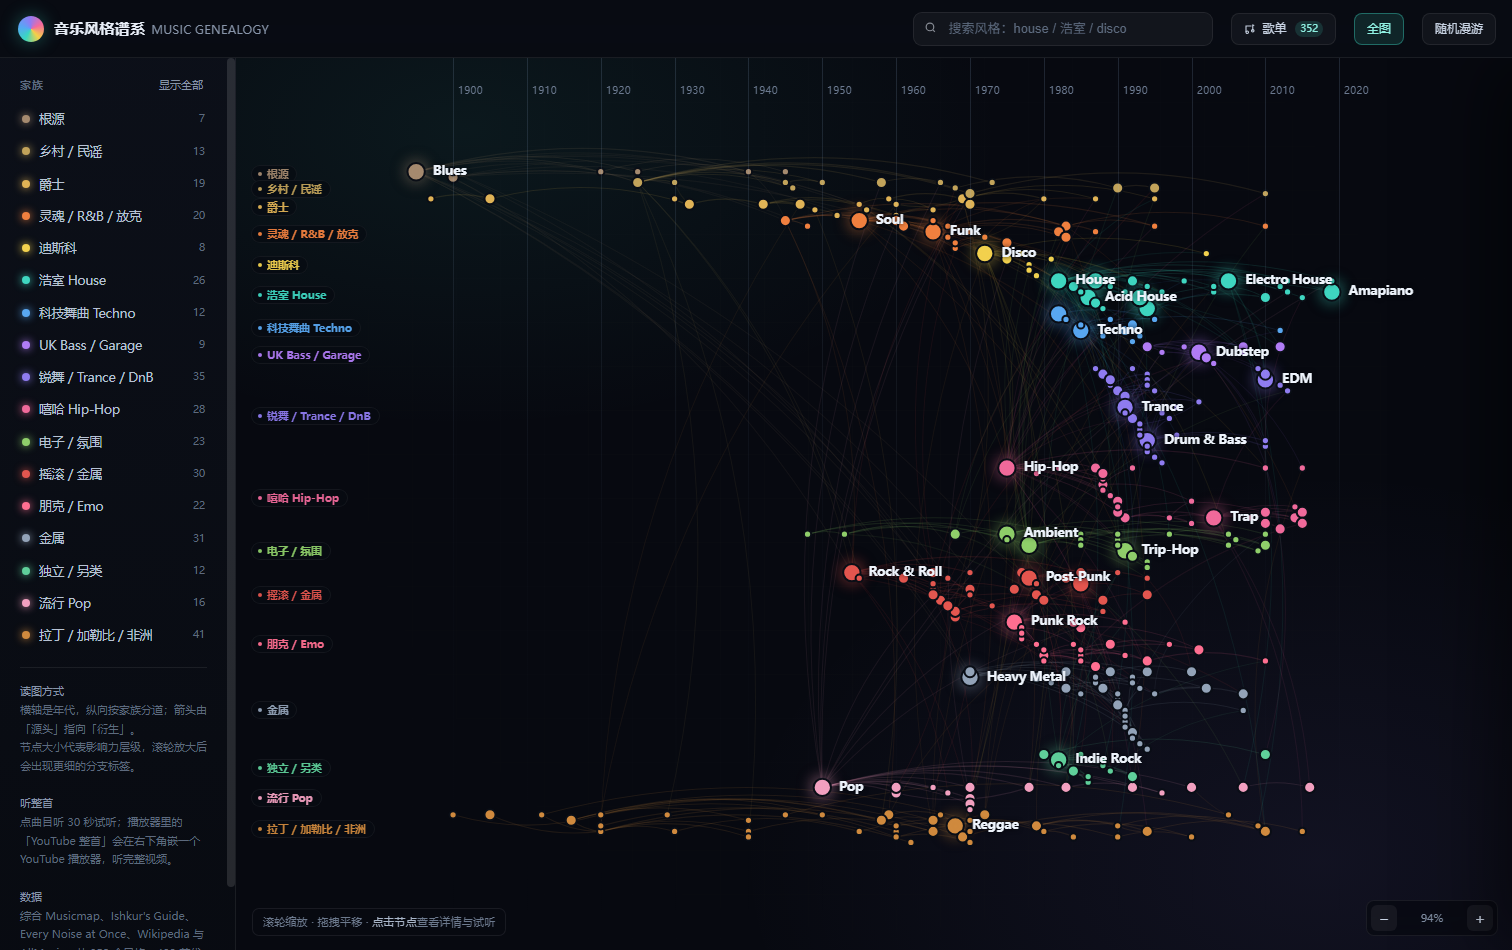 音乐风格谱系 MUSIC GENEALOGY
搜索风格：house / 浩室 / disco
歌单 352
全图
随机漫游
家族 显示全部
根源 7
乡村 / 民谣 13
爵士 19
灵魂 / R&B / 放克 20
迪斯科 8
浩室 House 26
科技舞曲 Techno 12
UK Bass / Garage 9
锐舞 / Trance / DnB 35
嘻哈 Hip-Hop 28
电子 / 氛围 23
摇滚 / 金属 30
朋克 / Emo 22
金属 31
独立 / 另类 12
流行 Pop 16
拉丁 / 加勒比 / 非洲 41
读图方式
横轴是年代，纵向按家族分道；箭头由
「源头」指向「衍生」。
节点大小代表影响力层级，滚轮放大后
会出现更细的分支标签。
听整首
点曲目听 30 秒试听；播放器里的
「YouTube 整首」会在右下角嵌一个
YouTube 播放器，听完整视频。
数据
综合 Musicmap、Ishkur's Guide、
Every Noise at Once、Wikipedia 与
1900 1910 1920 1930 1940 1950 1960 1970 1980 1990 2000 2010 2020
根源
乡村 / 民谣
爵士
灵魂 / R&B / 放克
迪斯科
浩室 House
科技舞曲 Techno
UK Bass / Garage
锐舞 / Trance / DnB
嘻哈 Hip-Hop
电子 / 氛围
摇滚 / 金属
朋克 / Emo
金属
独立 / 另类
流行 Pop
拉丁 / 加勒比 / 非洲
Blues
Soul
Funk
Disco
House
Electro House
Amapiano
Acid House
Techno
Dubstep
EDM
Trance
Drum & Bass
Hip-Hop
Trap
Ambient
Trip-Hop
Rock & Roll
Post-Punk
Punk Rock
Heavy Metal
Indie Rock
Pop
Reggae
滚轮缩放 · 拖拽平移 · 点击节点查看详情与试听
− 94% +